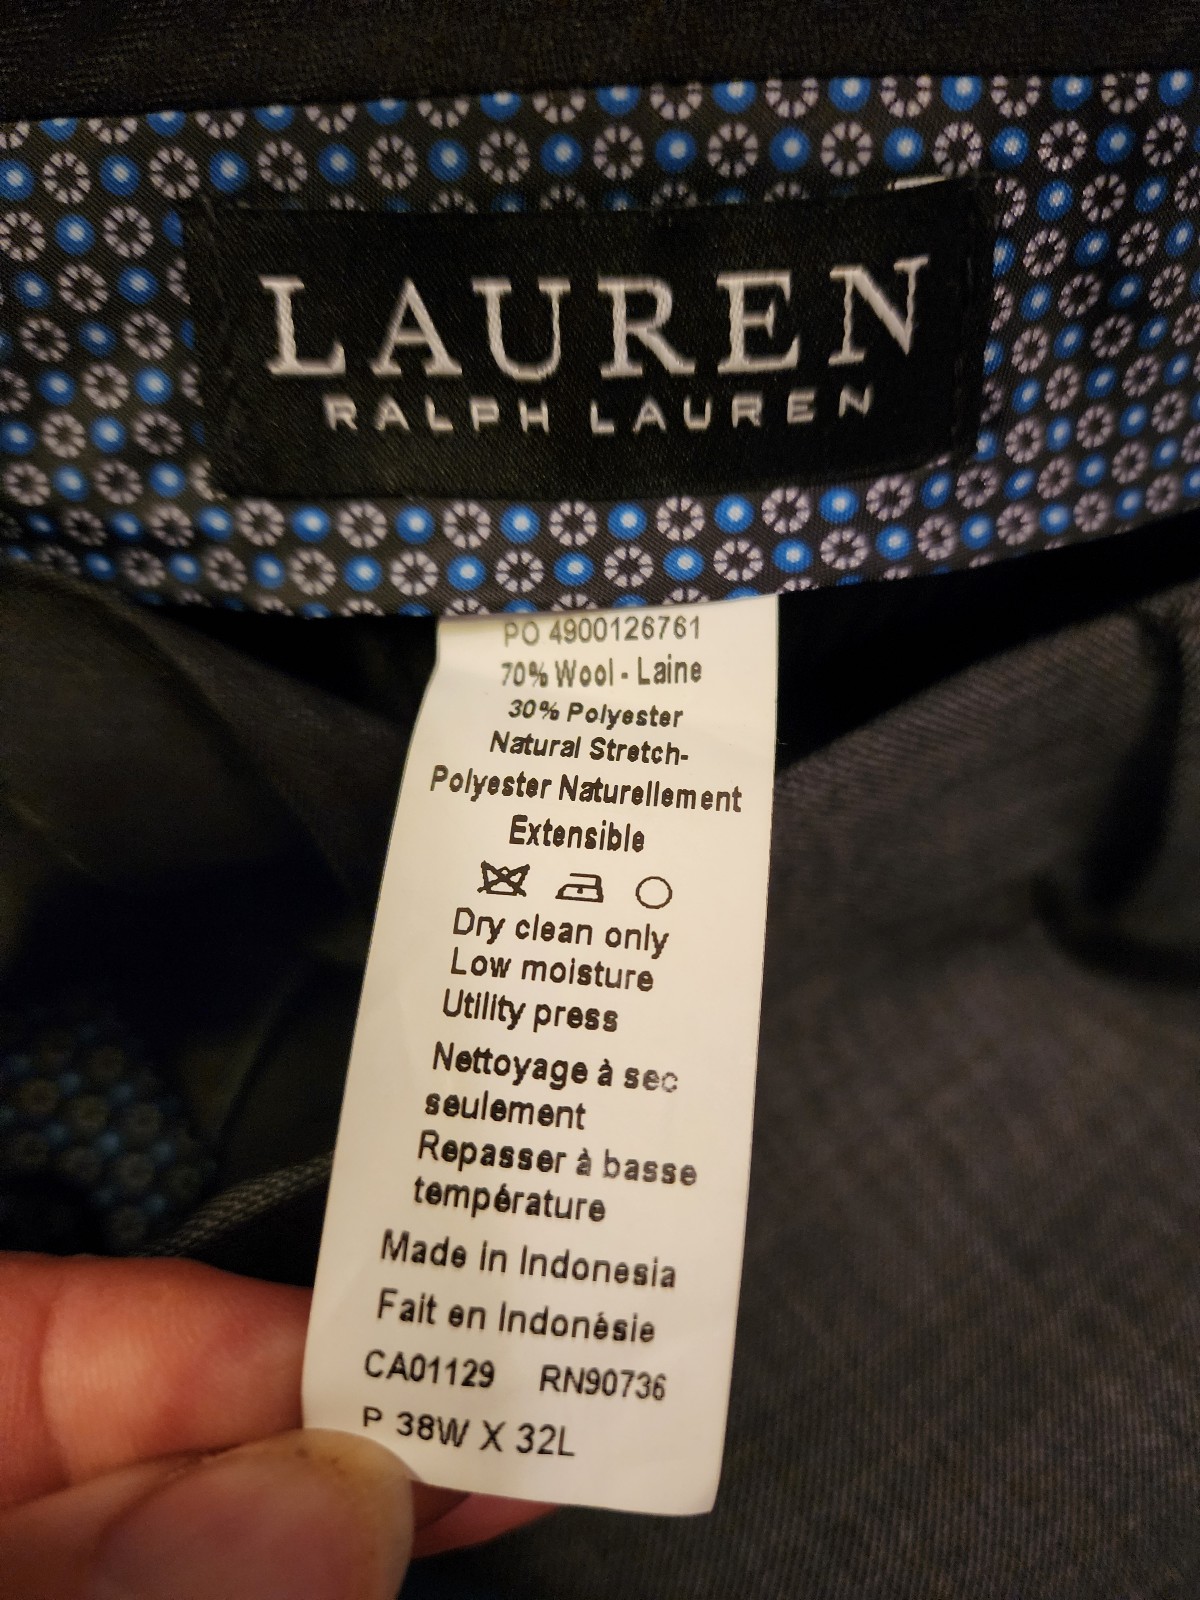 LAUREN
RALPH LAUREN
PO 4900126761
70% Wool - Laine
30% Polyester
Natural Stretch-
Polyester Naturellement
Extensible
Dry clean only
Low moisture
Utility press
Nettoyage à sec
seulement
Repasser à basse
température
Made in Indonesia
Fait en Indonésie
CA01129 RN90736
P 38W X 32L